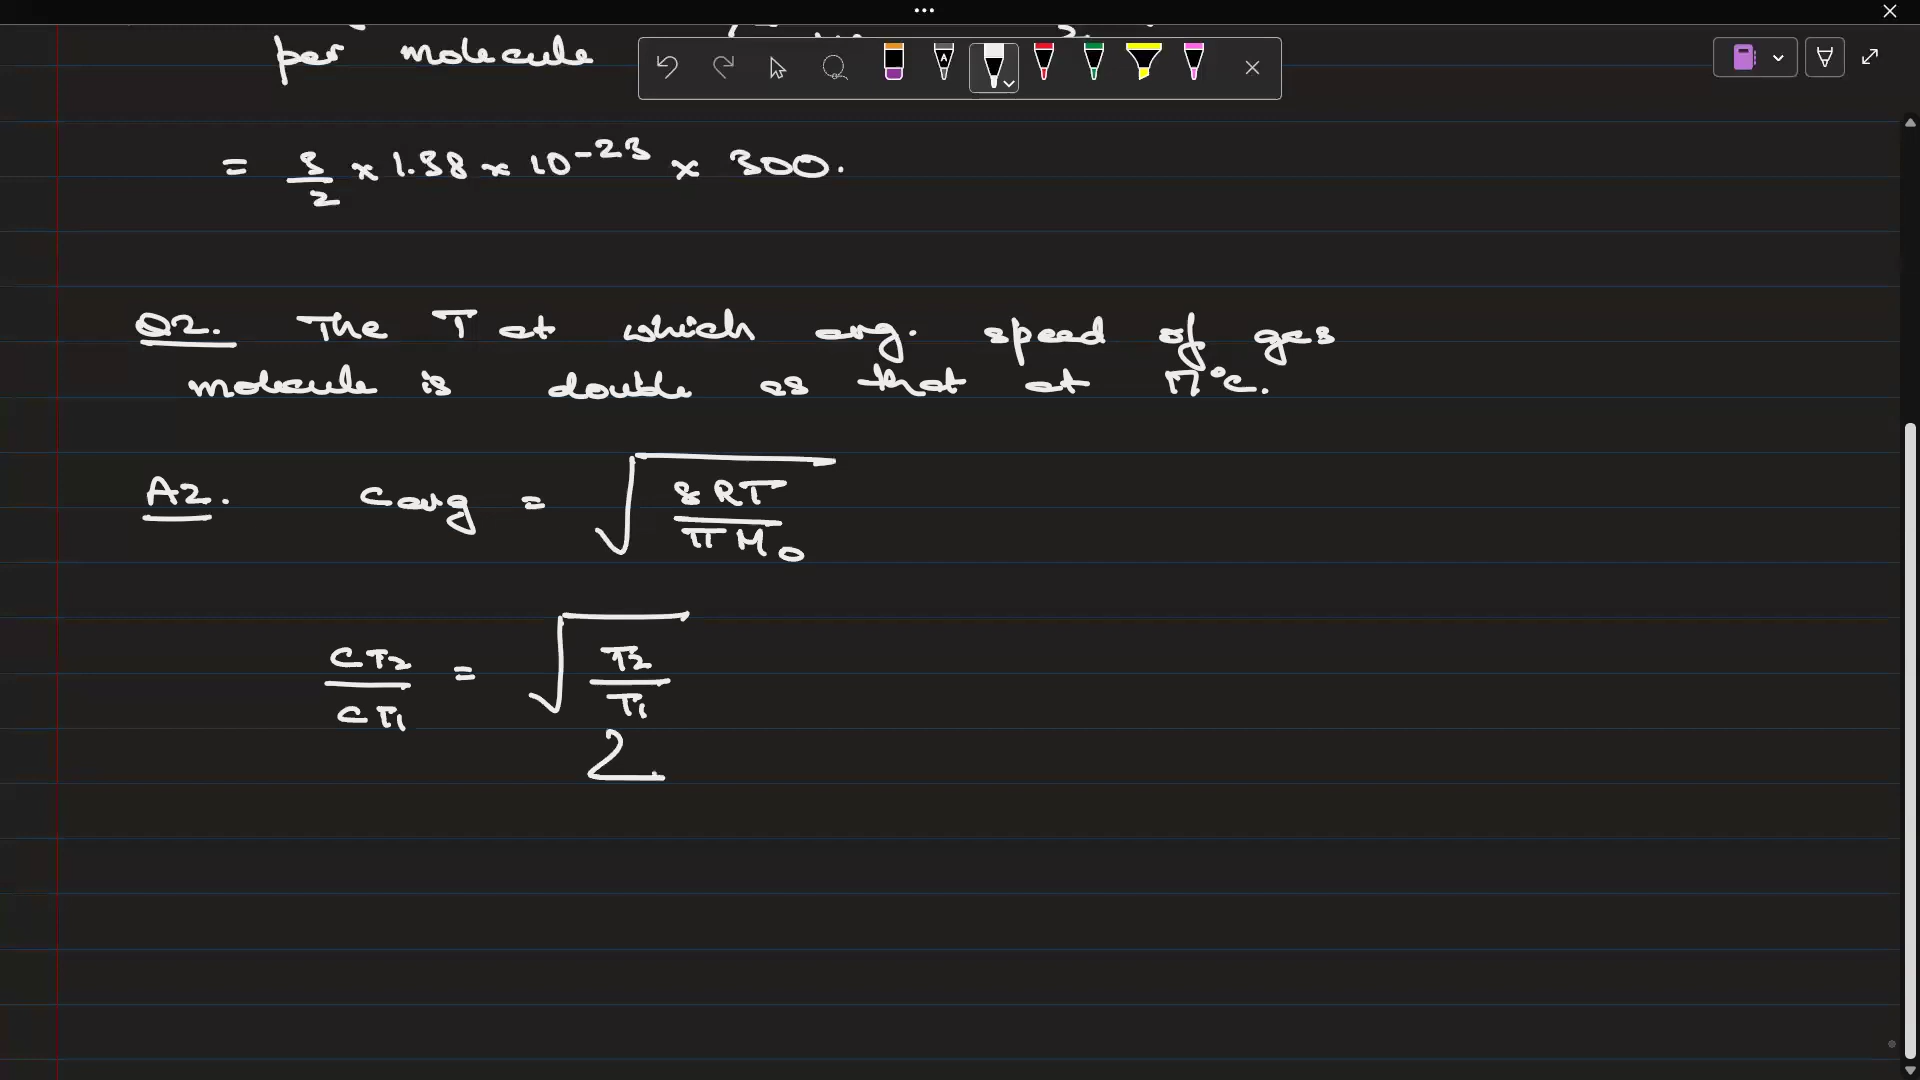 per molecule
= 3/2 × 1.38 × 10⁻²³ × 300.
Q2. The T at which avg. speed of gas
molecule is double as that at 17°C.
A2. Cavg = √(8RT/πM₀)
CT₂/CT₁ = √(T₂/T₁)
2